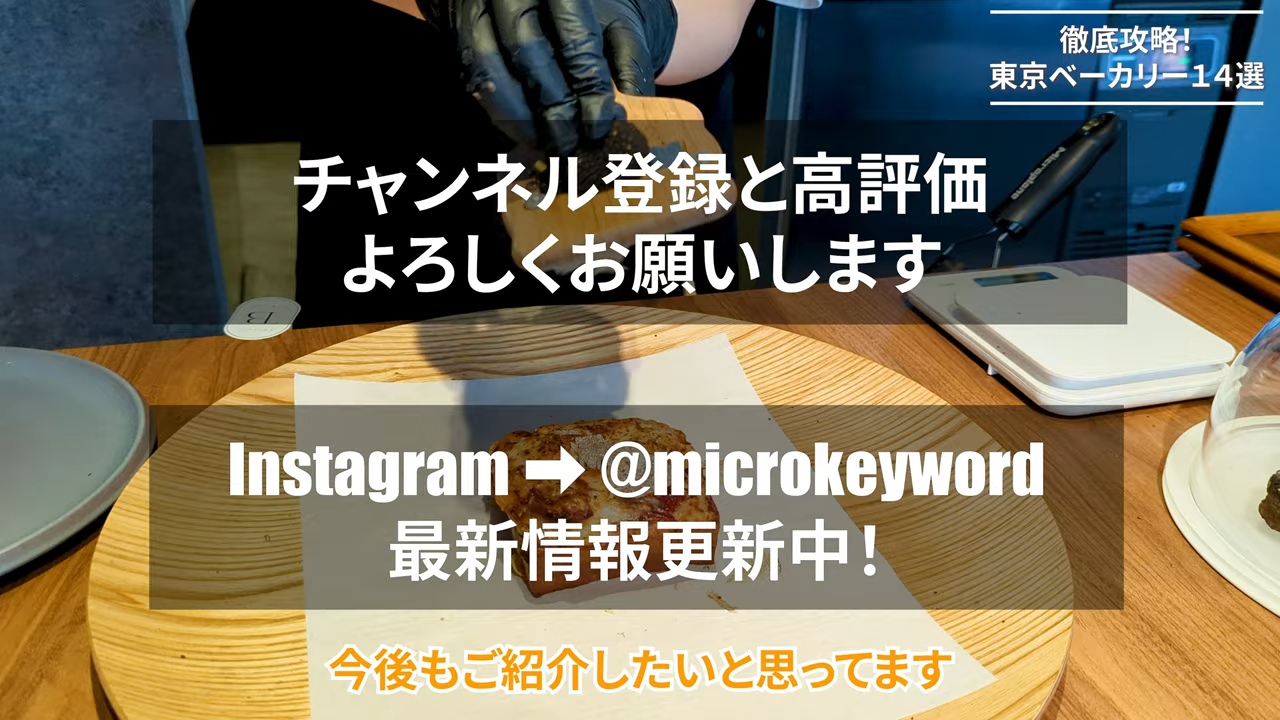 徹底攻略！
東京ベーカリー１４選
チャンネル登録と高評価
よろしくお願いします
Microplane
B
Instagram ➡ @microkeyword
最新情報更新中！
今後もご紹介したいと思ってます